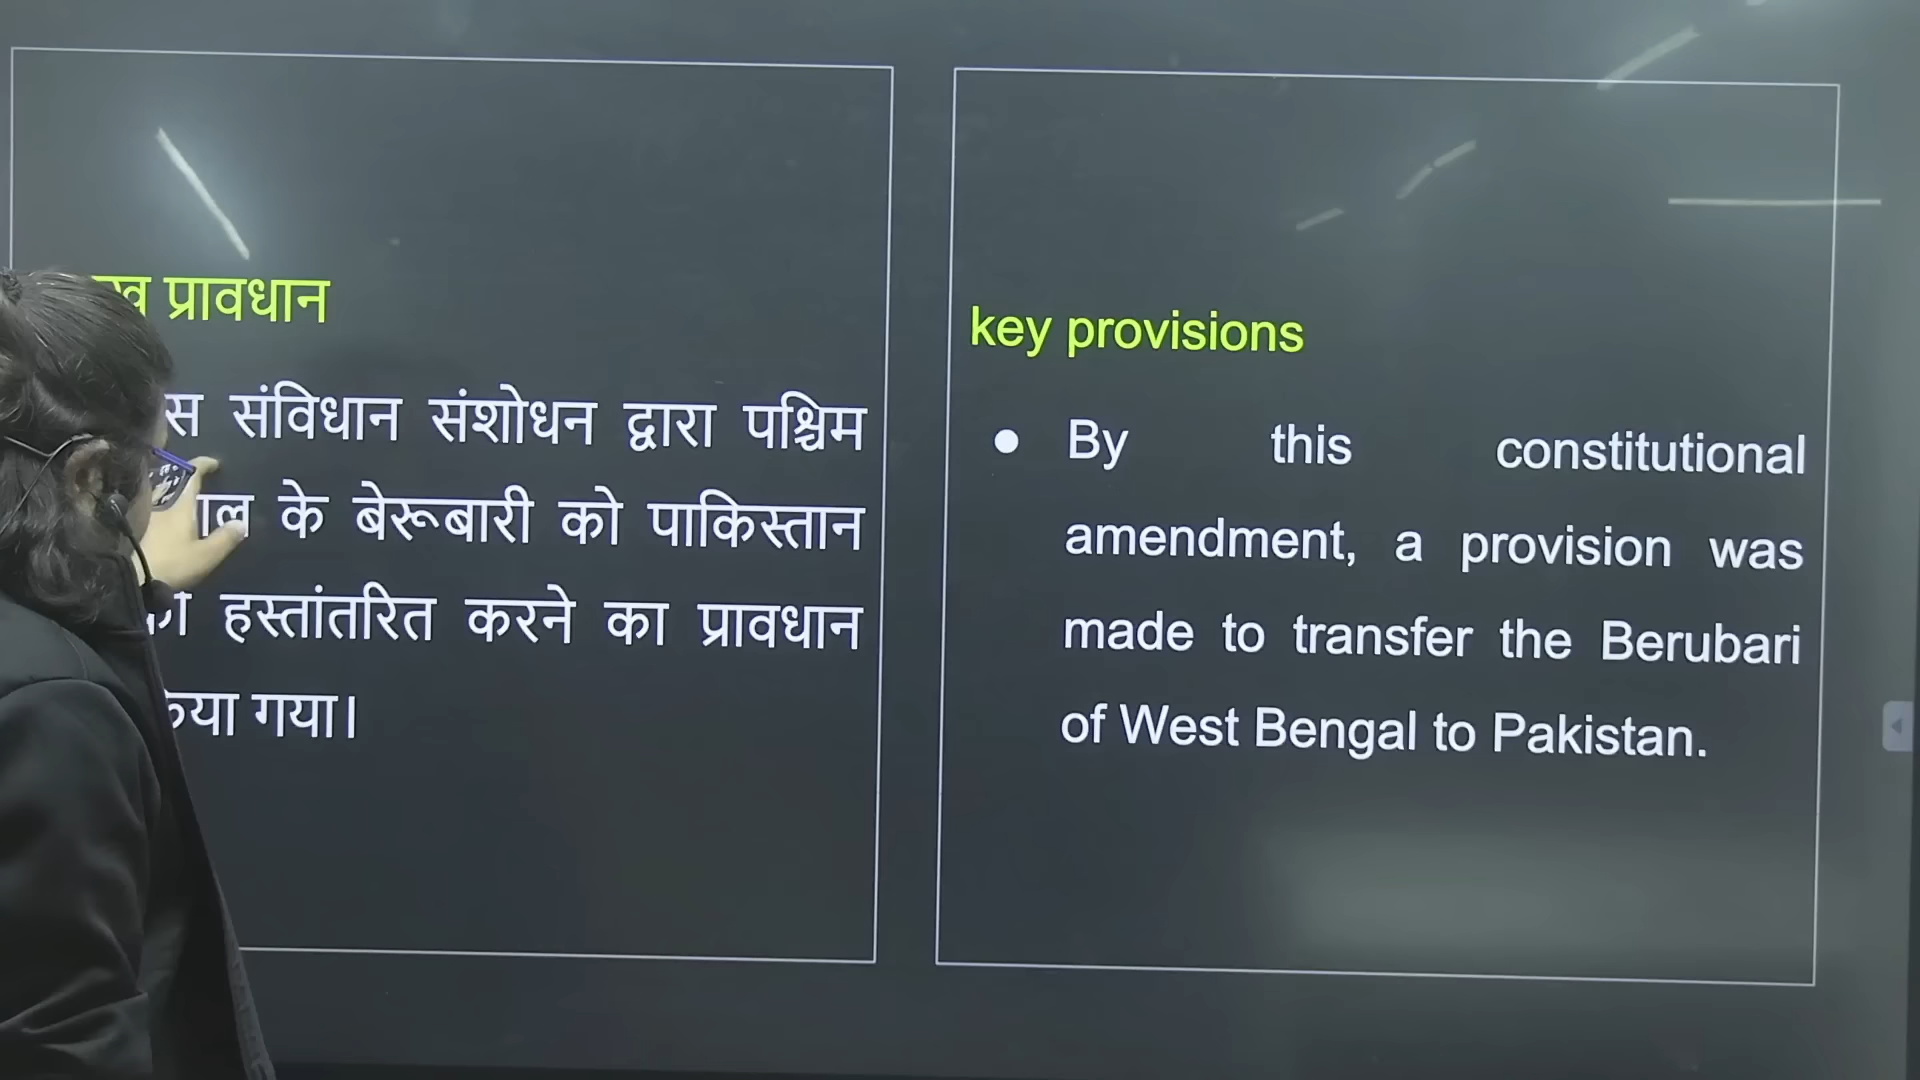 प्रावधान
संविधान संशोधन द्वारा पश्चिम
के बेरूबारी को पाकिस्तान
हस्तांतरित करने का प्रावधान
गया।
key provisions
● By this constitutional
amendment, a provision was
made to transfer the Berubari
of West Bengal to Pakistan.